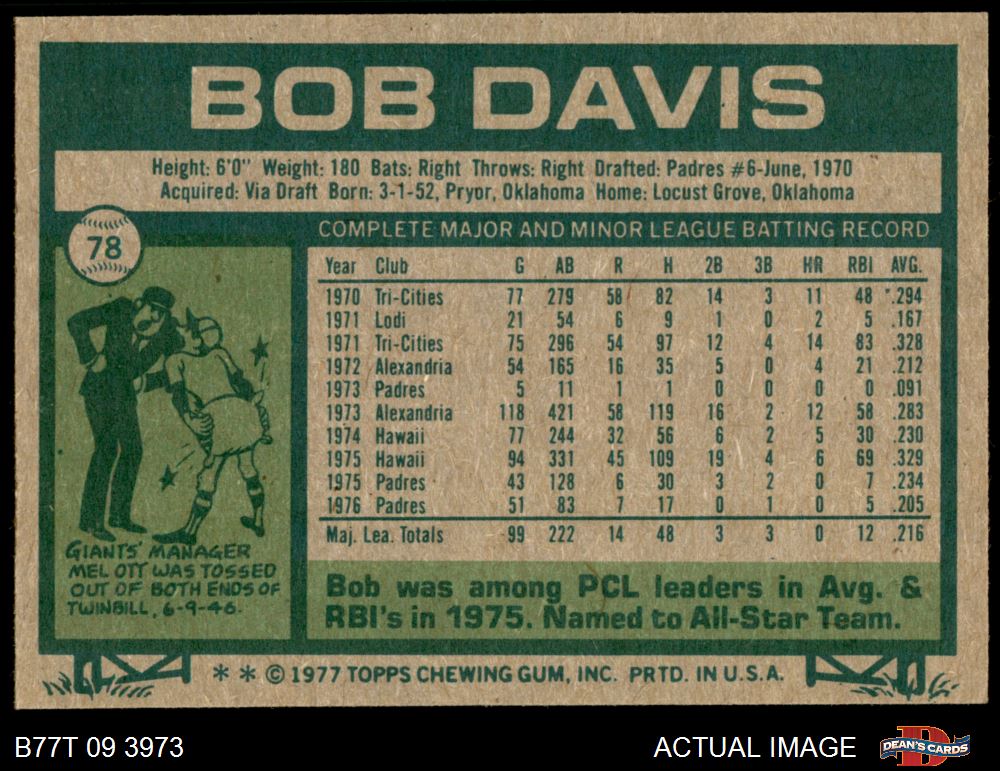 BOB DAVIS
Height: 6'0" Weight: 180 Bats: Right Throws: Right Drafted: Padres #6-June, 1970
Acquired: Via Draft Born: 3-1-52, Pryor, Oklahoma Home: Locust Grove, Oklahoma
78
COMPLETE MAJOR AND MINOR LEAGUE BATTING RECORD
Year Club G AB R H 2B 3B HR RBI AVG.
1970 Tri-Cities 77 279 58 82 14 3 11 48 .294
1971 Lodi 21 54 6 9 1 0 2 5 .167
1971 Tri-Cities 75 296 54 97 12 4 14 83 .328
1972 Alexandria 54 165 16 35 5 0 4 21 .212
1973 Padres 5 11 1 1 0 0 0 0 .091
1973 Alexandria 118 421 58 119 16 2 12 58 .283
1974 Hawaii 77 244 32 56 6 2 5 30 .230
1975 Hawaii 94 331 45 109 19 4 6 69 .329
1975 Padres 43 128 6 30 3 2 0 7 .234
1976 Padres 51 83 7 17 0 1 0 5 .205
Maj. Lea. Totals 99 222 14 48 3 3 0 12 .216
GIANTS' MANAGER
MEL OTT WAS TOSSED
OUT OF BOTH ENDS OF
TWINBILL, 6-9-46.
Bob was among PCL leaders in Avg. &
RBI's in 1975. Named to All-Star Team.
* * © 1977 TOPPS CHEWING GUM, INC. PRTD. IN U.S.A.
B77T 09 3973
ACTUAL IMAGE
DEAN'S CARDS